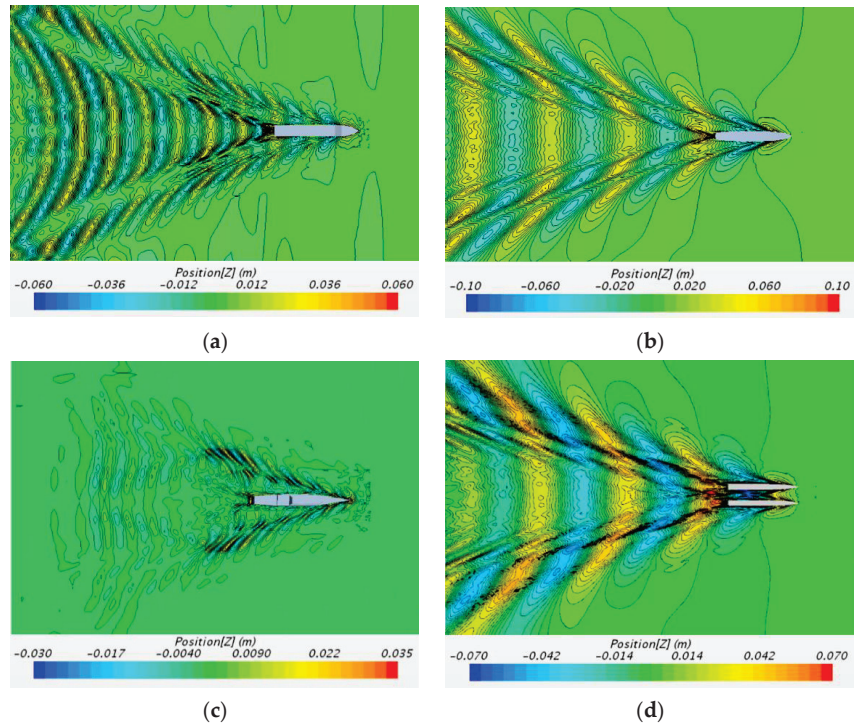 Position[Z] (m)
-0.060 -0.036 -0.012 0.012 0.036 0.060
(a)
Position[Z] (m)
-0.10 -0.060 -0.020 0.020 0.060 0.10
(b)
Position[Z] (m)
-0.030 -0.017 -0.0040 0.0090 0.022 0.035
(c)
Position[Z] (m)
-0.070 -0.042 -0.014 0.014 0.042 0.070
(d)